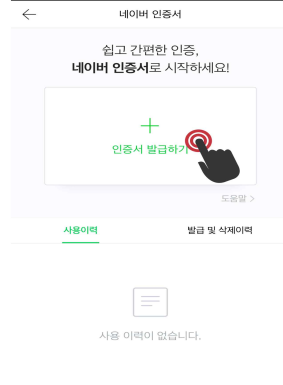 네이버 인증서
쉽고 간편한 인증,
네이버 인증서로 시작하세요!
인증서 발급하기
도움말 >
사용이력
발급 및 삭제이력
사용 이력이 없습니다.